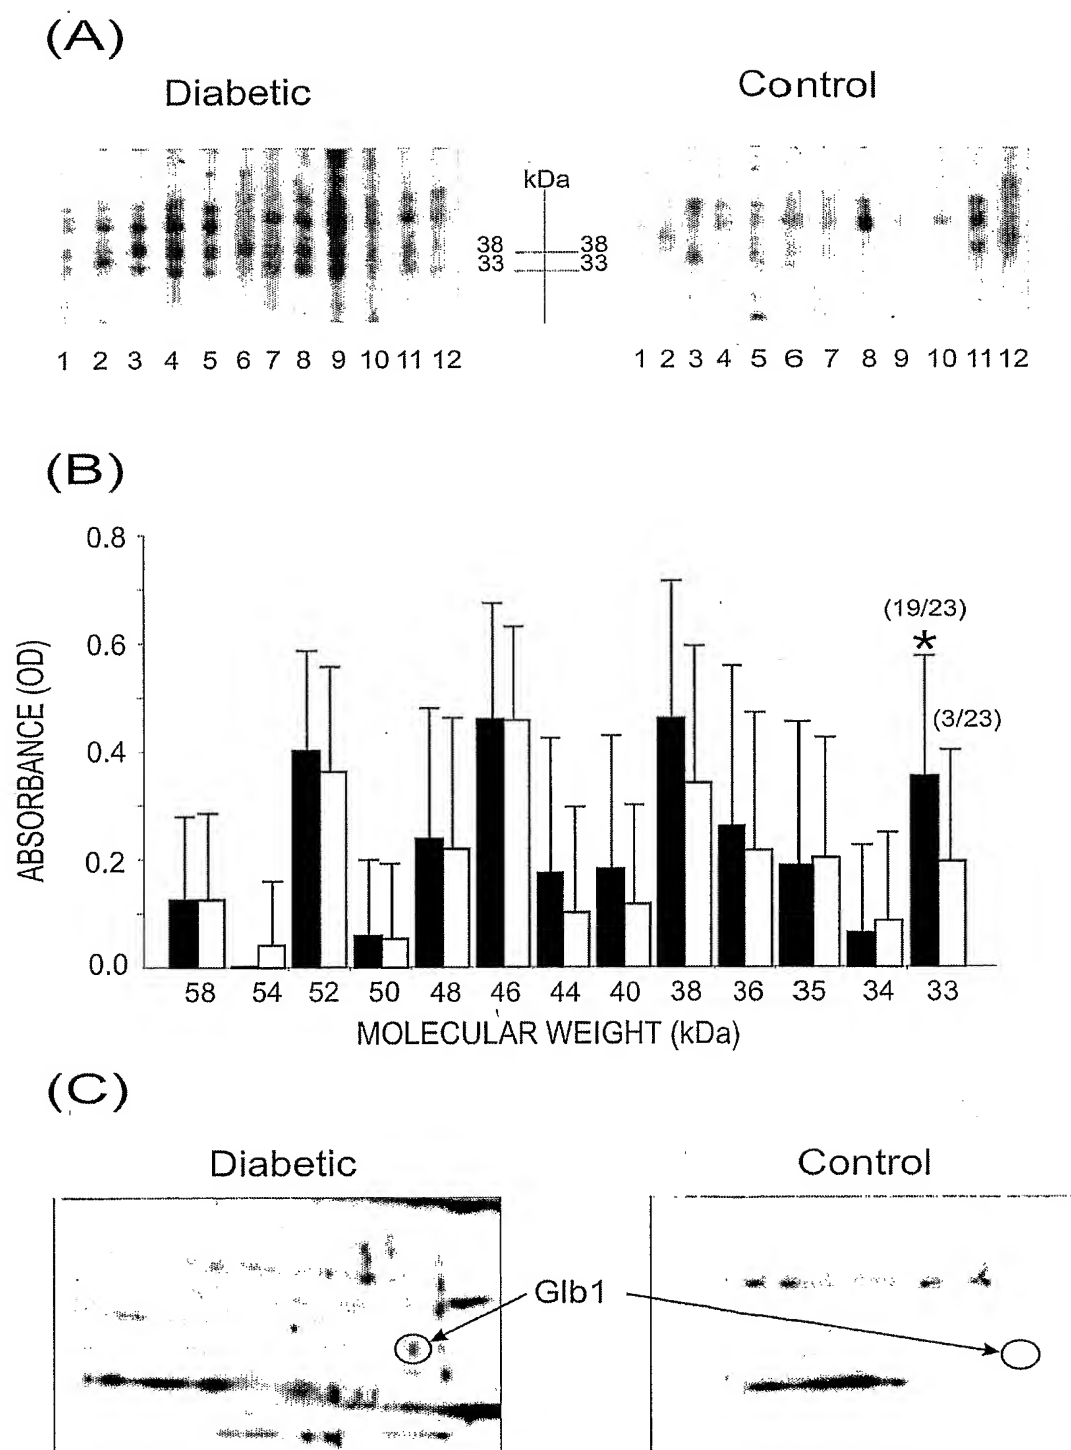 (A)
Diabetic
Control
kDa
38 38
33 33
1 2 3 4 5 6 7 8 9 10 11 12
1 2 3 4 5 6 7 8 9 10 11 12
(B)
ABSORBANCE (OD)
0.8
0.6
0.4
0.2
0.0
(19/23)
*
(3/23)
58 54 52 50 48 46 44 40 38 36 35 34 33
MOLECULAR WEIGHT (kDa)
(C)
Diabetic
Control
Glb1